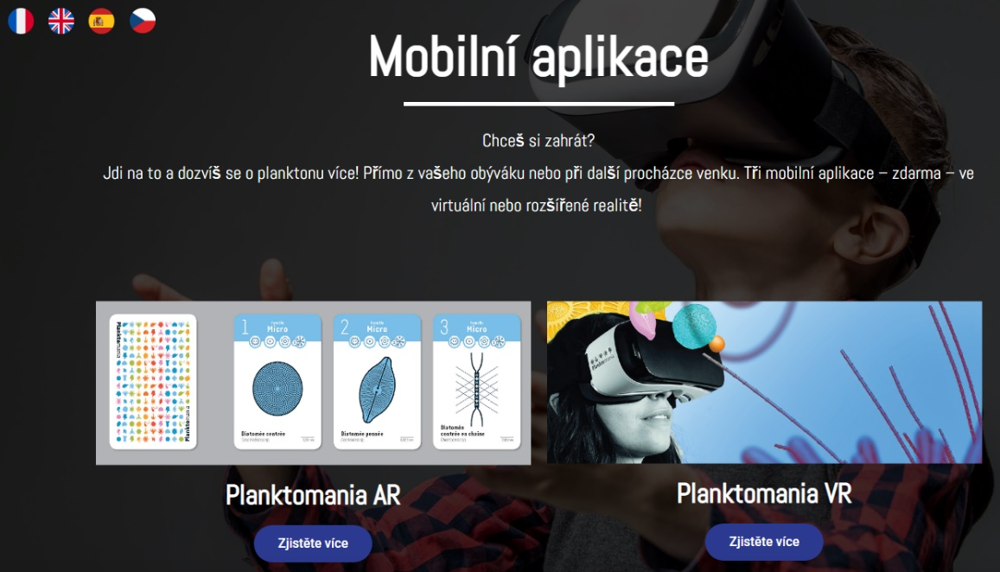 Mobilní aplikace
Chceš si zahrát?
Jdi na to a dozvíš se o planktonu více! Přímo z vašeho obýváku nebo při další procházce venku. Tři mobilní aplikace – zdarma – ve
virtuální nebo rozšířené realitě!
Planktomania
Planktomania
1
Micro
Diatomée centrée
2
Micro
Diatomée pennée
3
Micro
Diatomée
centrée en chaîne
Planktomania
Planktomania AR
Planktomania VR
Zjistěte více
Zjistěte více